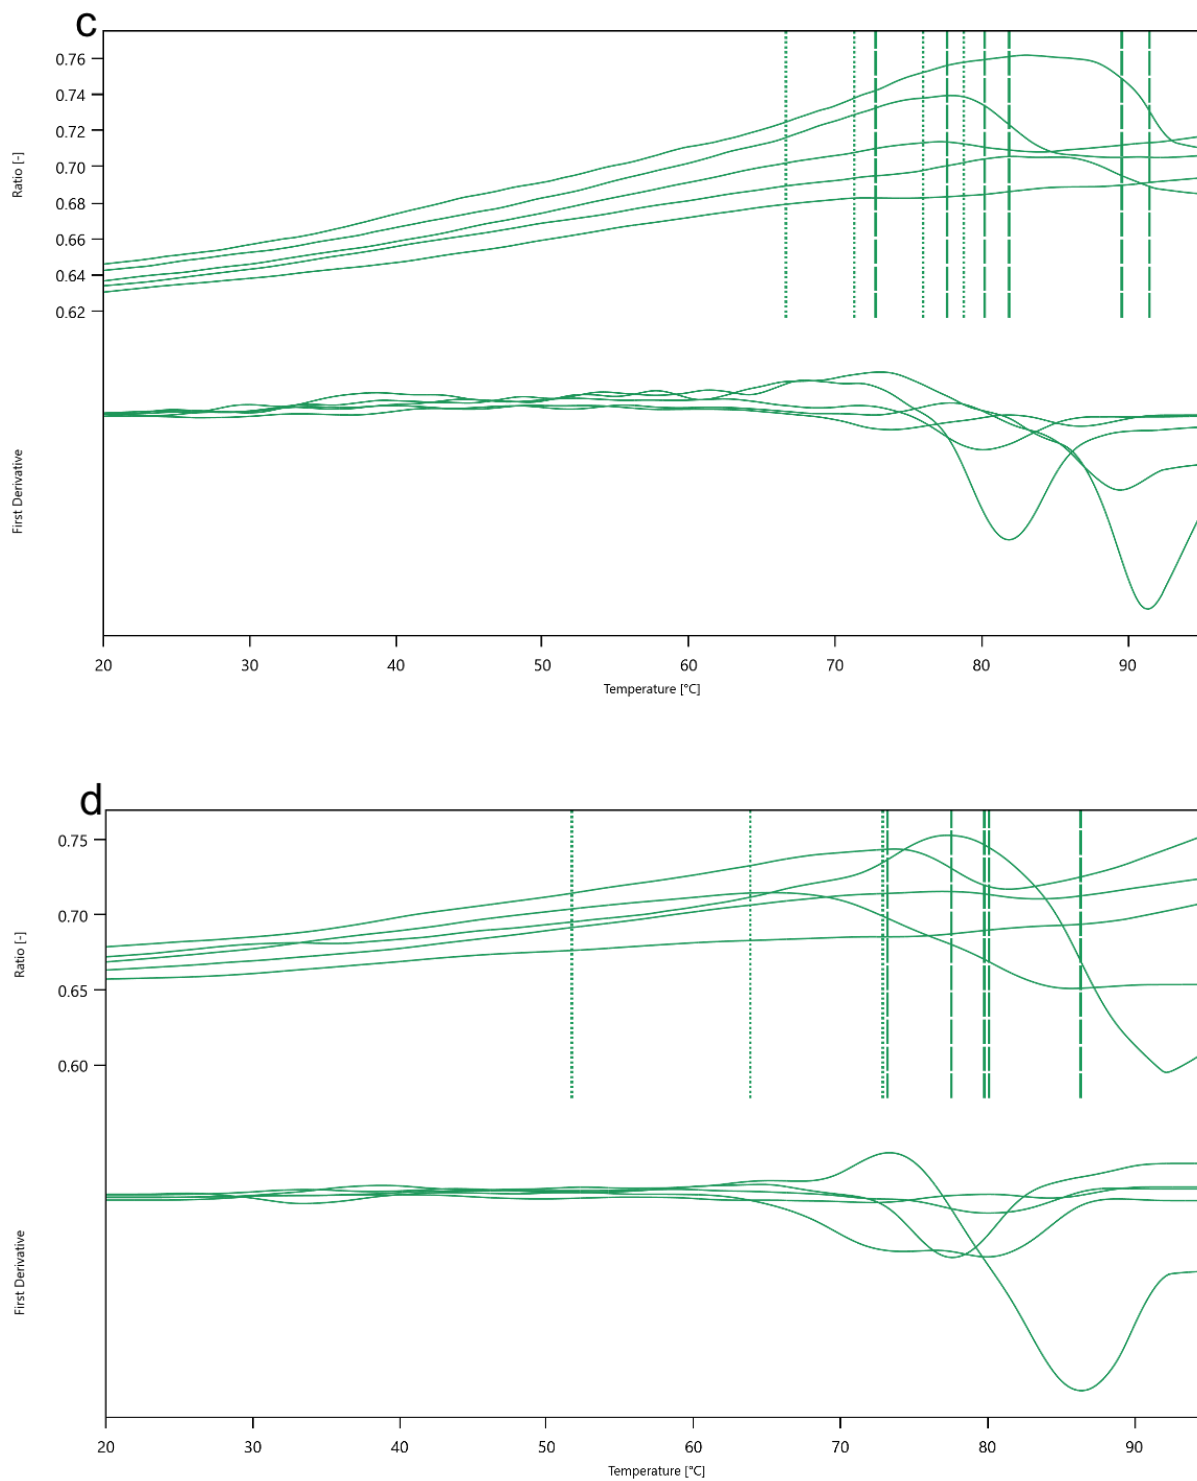 c
0.76
0.74
0.72
0.70
0.68
0.66
0.64
0.62
Ratio [-]
First Derivative
20 30 40 50 60 70 80 90
Temperature [°C]
d
0.75
0.70
0.65
0.60
Ratio [-]
First Derivative
20 30 40 50 60 70 80 90
Temperature [°C]